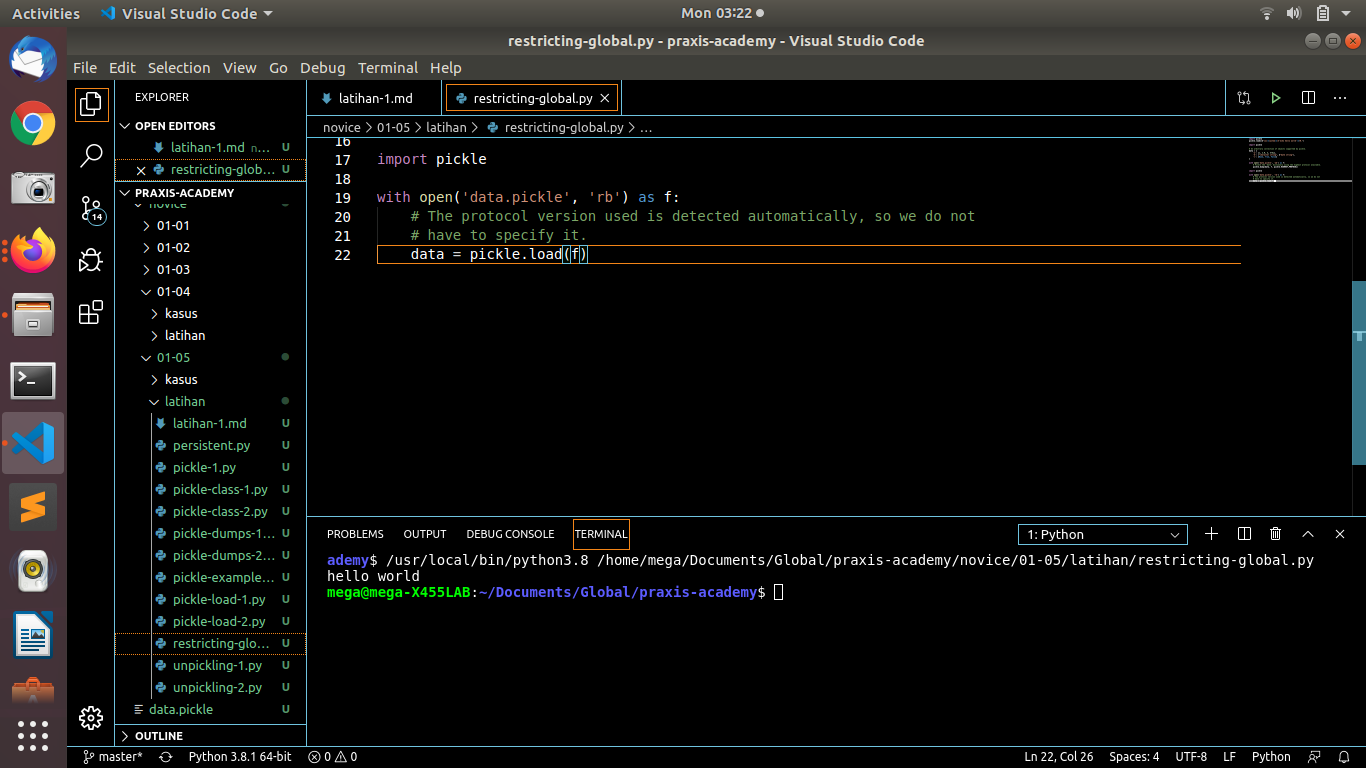 Activities Visual Studio Code Mon 03:22
restricting-global.py - praxis-academy - Visual Studio Code
File Edit Selection View Go Debug Terminal Help
EXPLORER
OPEN EDITORS
latihan-1.md n...
restricting-glob...
PRAXIS-ACADEMY
novice
01-01
01-02
01-03
01-04
kasus
latihan
01-05
kasus
latihan
latihan-1.md U
persistent.py U
pickle-1.py U
pickle-class-1.py U
pickle-class-2.py U
pickle-dumps-1... U
pickle-dumps-2... U
pickle-example... U
pickle-load-1.py U
pickle-load-2.py U
restricting-glo... U
unpickling-1.py U
unpickling-2.py U
data.pickle U
OUTLINE
14
latihan-1.md restricting-global.py
novice > 01-05 > latihan > restricting-global.py > ...
16
17 import pickle
18
19 with open('data.pickle', 'rb') as f:
20 # The protocol version used is detected automatically, so we do not
21 # have to specify it.
22 data = pickle.load(f)
PROBLEMS OUTPUT DEBUG CONSOLE TERMINAL 1: Python
ademy$ /usr/local/bin/python3.8 /home/mega/Documents/Global/praxis-academy/novice/01-05/latihan/restricting-global.py
hello world
mega@mega-X455LAB:~/Documents/Global/praxis-academy$
master* Python 3.8.1 64-bit 0 0 Ln 22, Col 26 Spaces: 4 UTF-8 LF Python